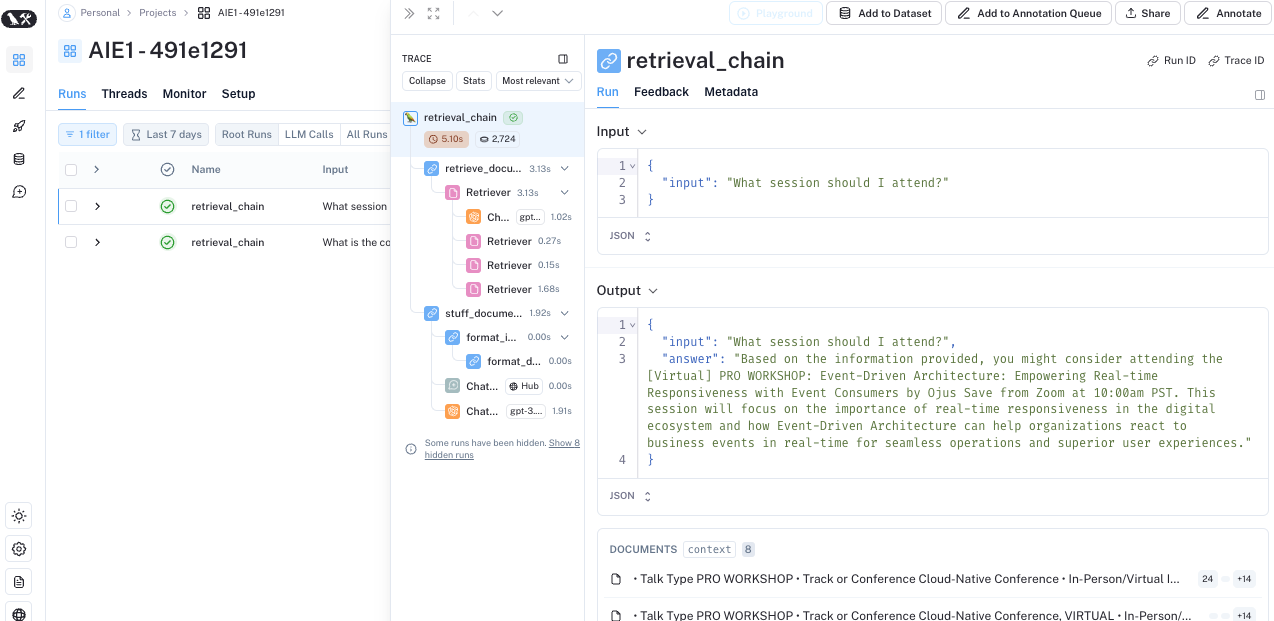 Personal > Projects > AIE1-491e1291
AIE1 - 491e1291
Runs Threads Monitor Setup
1 filter Last 7 days Root Runs LLM Calls All Runs
Name Input
retrieval_chain What session
retrieval_chain What is the co
TRACE
Collapse Stats Most relevant
retrieval_chain
5.10s 2,724
retrieve_docu... 3.13s
Retriever 3.13s
Ch... gpt... 1.02s
Retriever 0.27s
Retriever 0.15s
Retriever 1.68s
stuff_docume... 1.92s
format_i... 0.00s
format_d... 0.00s
Chat... Hub 0.00s
Chat... gpt-3.... 1.91s
Some runs have been hidden. Show 8
hidden runs
Playground Add to Dataset Add to Annotation Queue Share Annotate
retrieval_chain
Run ID Trace ID
Run Feedback Metadata
Input
1 {
2 "input": "What session should I attend?"
3 }
JSON
Output
1 {
2 "input": "What session should I attend?",
3 "answer": "Based on the information provided, you might consider attending the
[Virtual] PRO WORKSHOP: Event-Driven Architecture: Empowering Real-time
Responsiveness with Event Consumers by Ojus Save from Zoom at 10:00am PST. This
session will focus on the importance of real-time responsiveness in the digital
ecosystem and how Event-Driven Architecture can help organizations react to
business events in real-time for seamless operations and superior user experiences."
4 }
JSON
DOCUMENTS context 8
• Talk Type PRO WORKSHOP • Track or Conference Cloud-Native Conference • In-Person/Virtual I... 24 +14
• Talk Type PRO WORKSHOP • Track or Conference Cloud-Native Conference, VIRTUAL • In-Person/... +14